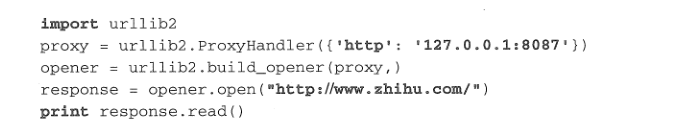 import urllib2
proxy = urllib2.ProxyHandler({'http': '127.0.0.1:8087'})
opener = urllib2.build_opener(proxy,)
response = opener.open("http://www.zhihu.com/")
print response.read()